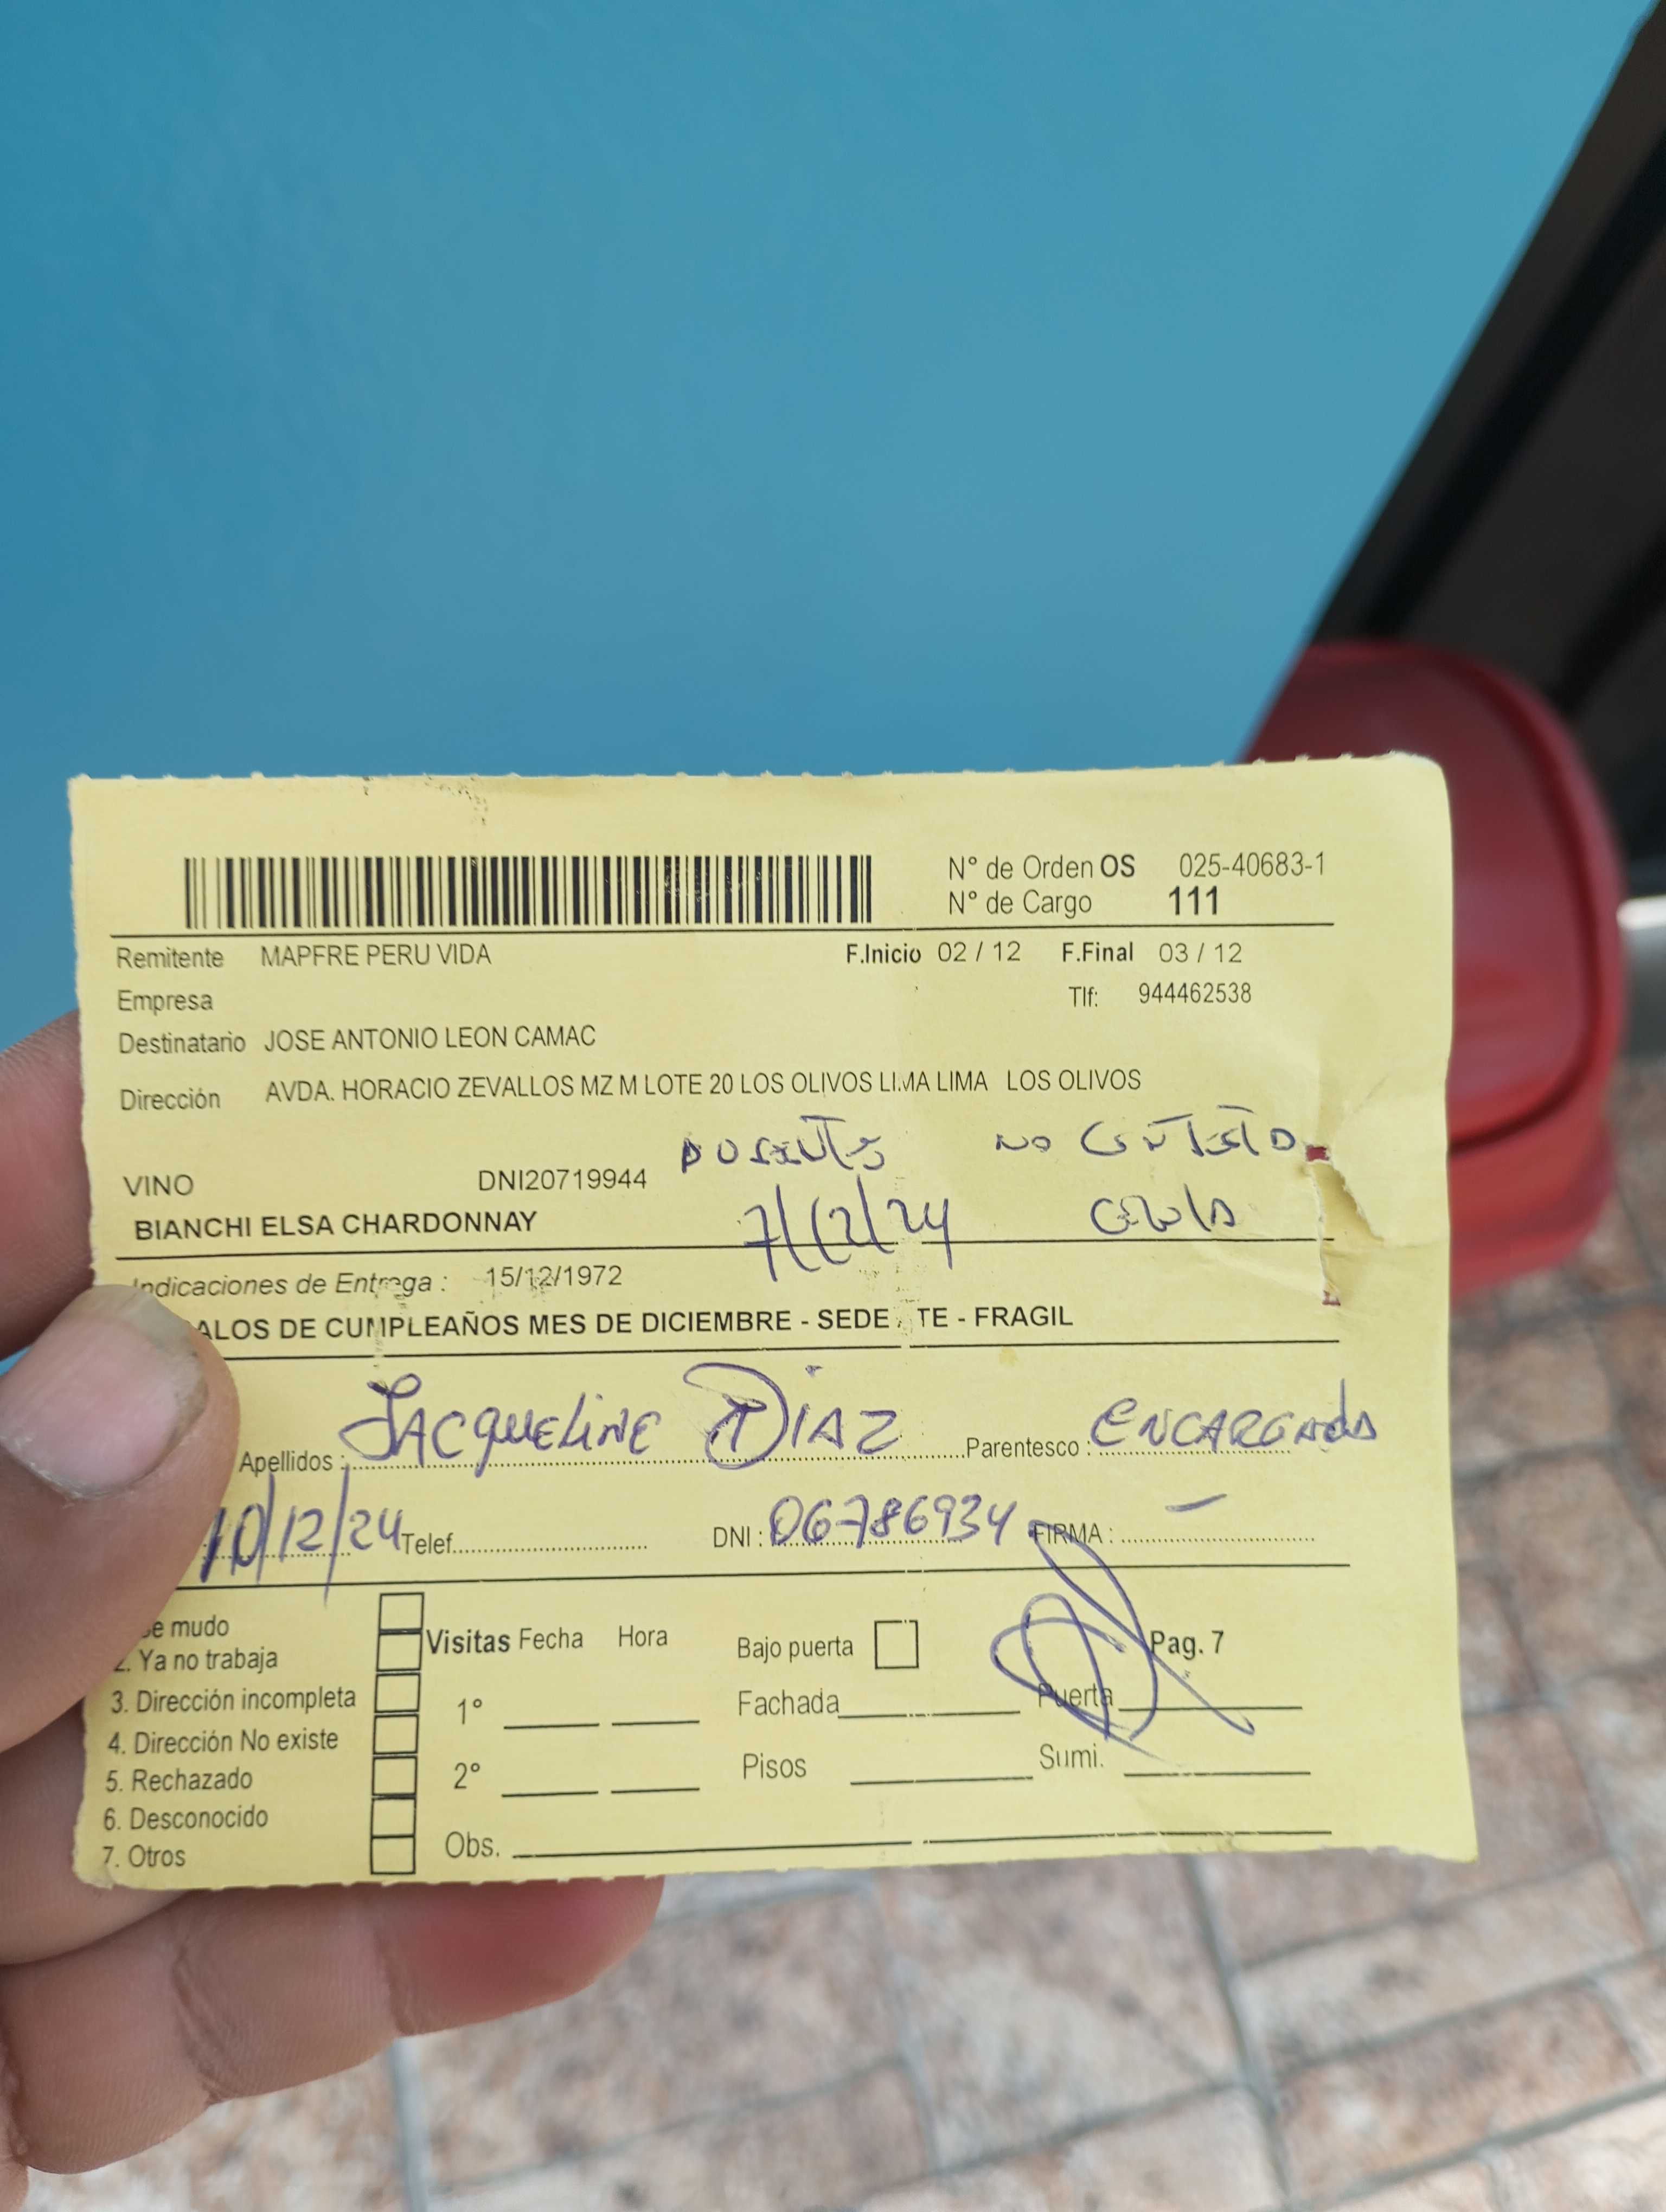 N° de Orden OS 025-40683-1
N° de Cargo 111
Remitente MAPFRE PERU VIDA F.Inicio 02 / 12 F.Final 03 / 12
Empresa Tlf: 944462538
Destinatario JOSE ANTONIO LEON CAMAC
Dirección AVDA. HORACIO ZEVALLOS MZ M LOTE 20 LOS OLIVOS LIMA LIMA LOS OLIVOS
no contesto
VINO DNI20719944
BIANCHI ELSA CHARDONNAY 7/12/24
Indicaciones de Entrega : 15/12/1972
ALOS DE CUMPLEAÑOS MES DE DICIEMBRE - SEDE TE - FRAGIL
Apellidos : Jacqueline Diaz Parentesco : Encargada
10/12/24 Telef. DNI : 06786934 FIRMA :
se mudo
2. Ya no trabaja Visitas Fecha Hora Bajo puerta Pag. 7
3. Dirección incompleta 1° Fachada Puerta
4. Dirección No existe
5. Rechazado 2° Pisos Sumi.
6. Desconocido
7. Otros Obs.